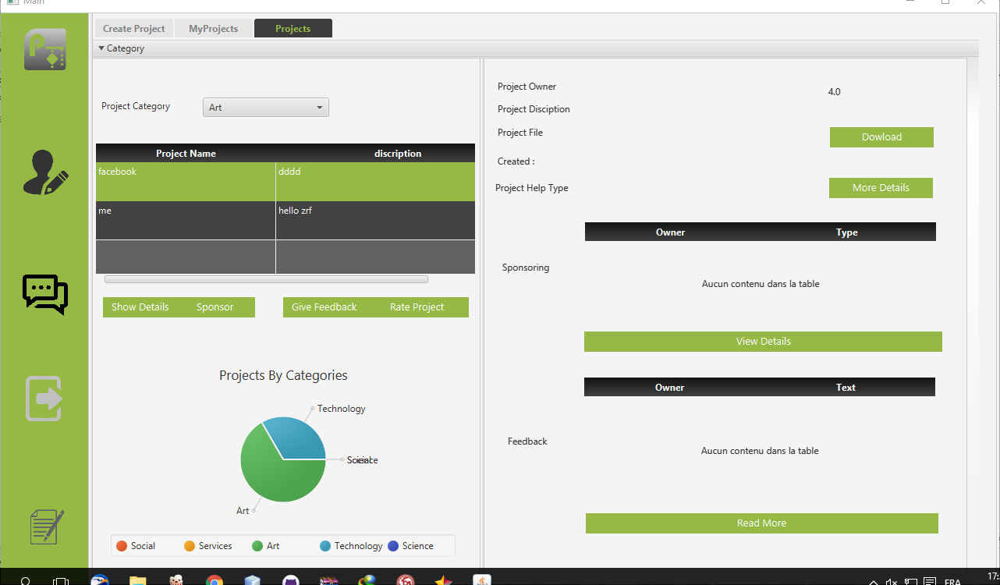 Main
Create Project
MyProjects
Projects
Category
Project Category
Art
Project Name
discription
facebook
dddd
me
hello zrf
Show Details
Sponsor
Give Feedback
Rate Project
Projects By Categories
Technology
Science
Art
Social
Services
Art
Technology
Science
Project Owner
4.0
Project Disciption
Project File
Dowload
Created :
Project Help Type
More Details
Owner
Type
Sponsoring
Aucun contenu dans la table
View Details
Owner
Text
Feedback
Aucun contenu dans la table
Read More
FRA
17: